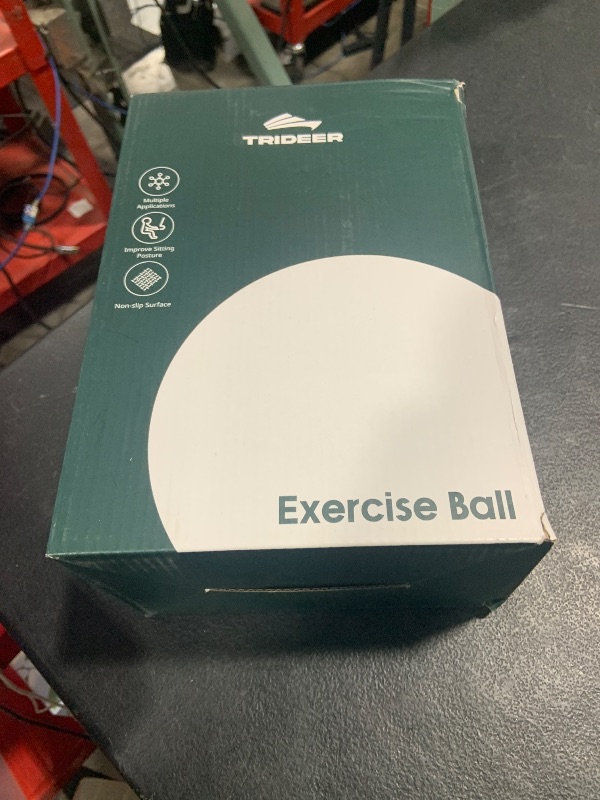 TRIDEER
Multiple
Applications
Improve Sitting
Posture
Non-slip Surface
Exercise Ball